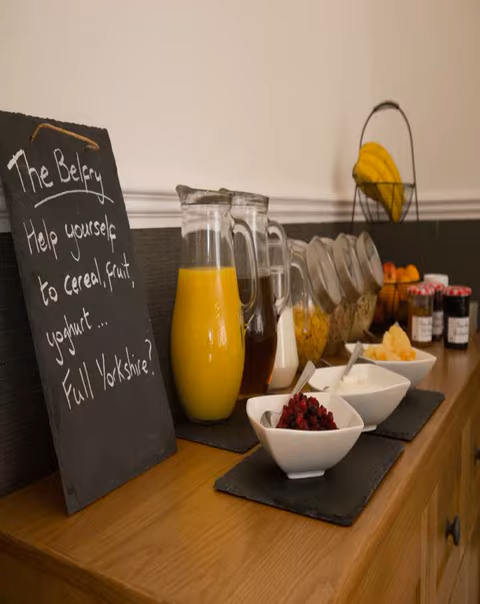 The Belfry
Help yourself
to cereal, fruit,
yoghurt ...
Full Yorkshire?